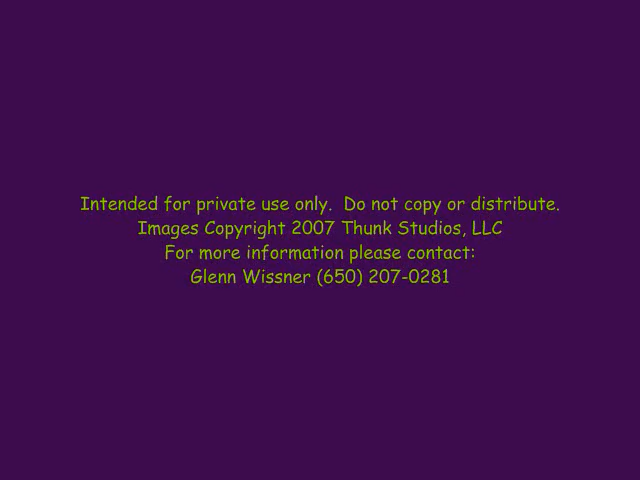 Intended for private use only.  Do not copy or distribute.
Images Copyright 2007 Thunk Studios, LLC
For more information please contact:
Glenn Wissner (650) 207-0281